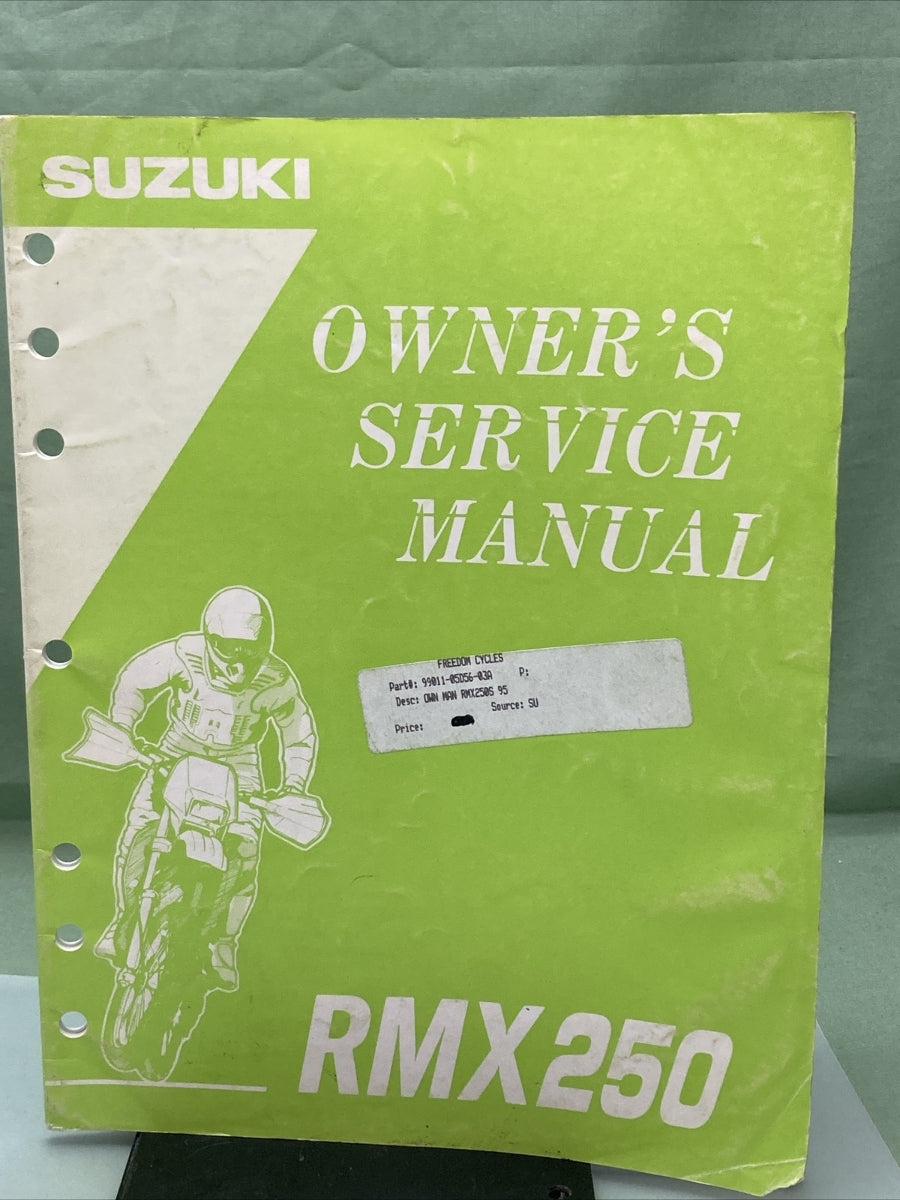 SUZUKI
OWNER'S
SERVICE
MANUAL
FREEDOM CYCLES
Part#: 99011-05D56-03A P:
Desc: OWN MAN RMX250S 95
Source: SU
Price:
RMX250